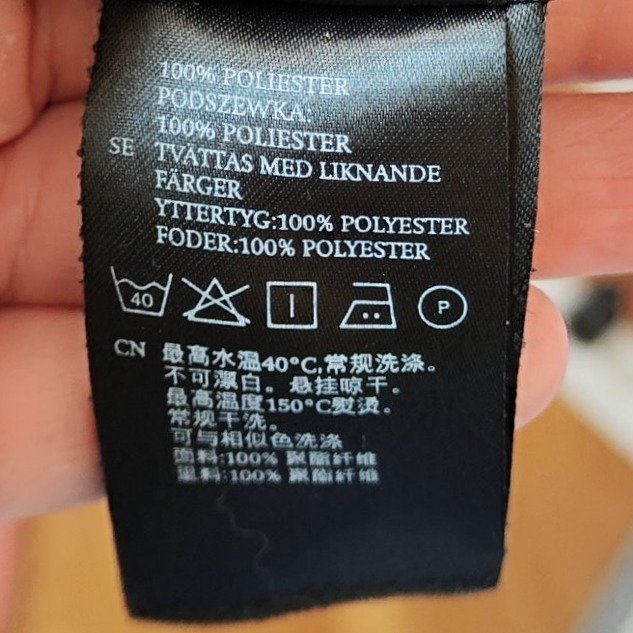 100% POLIESTER
PODSZEWKA:
100% POLIESTER
SE TVÄTTAS MED LIKNANDE
FÄRGER
YTTERTYG:100% POLYESTER
FODER:100% POLYESTER
40 P
CN 最高水温40°C,常规洗涤。
不可漂白。悬挂晾干。
最高温度150°C熨烫。
常规干洗。
可与相似色洗涤
面料:100% 聚酯纤维
里料:100% 聚酯纤维